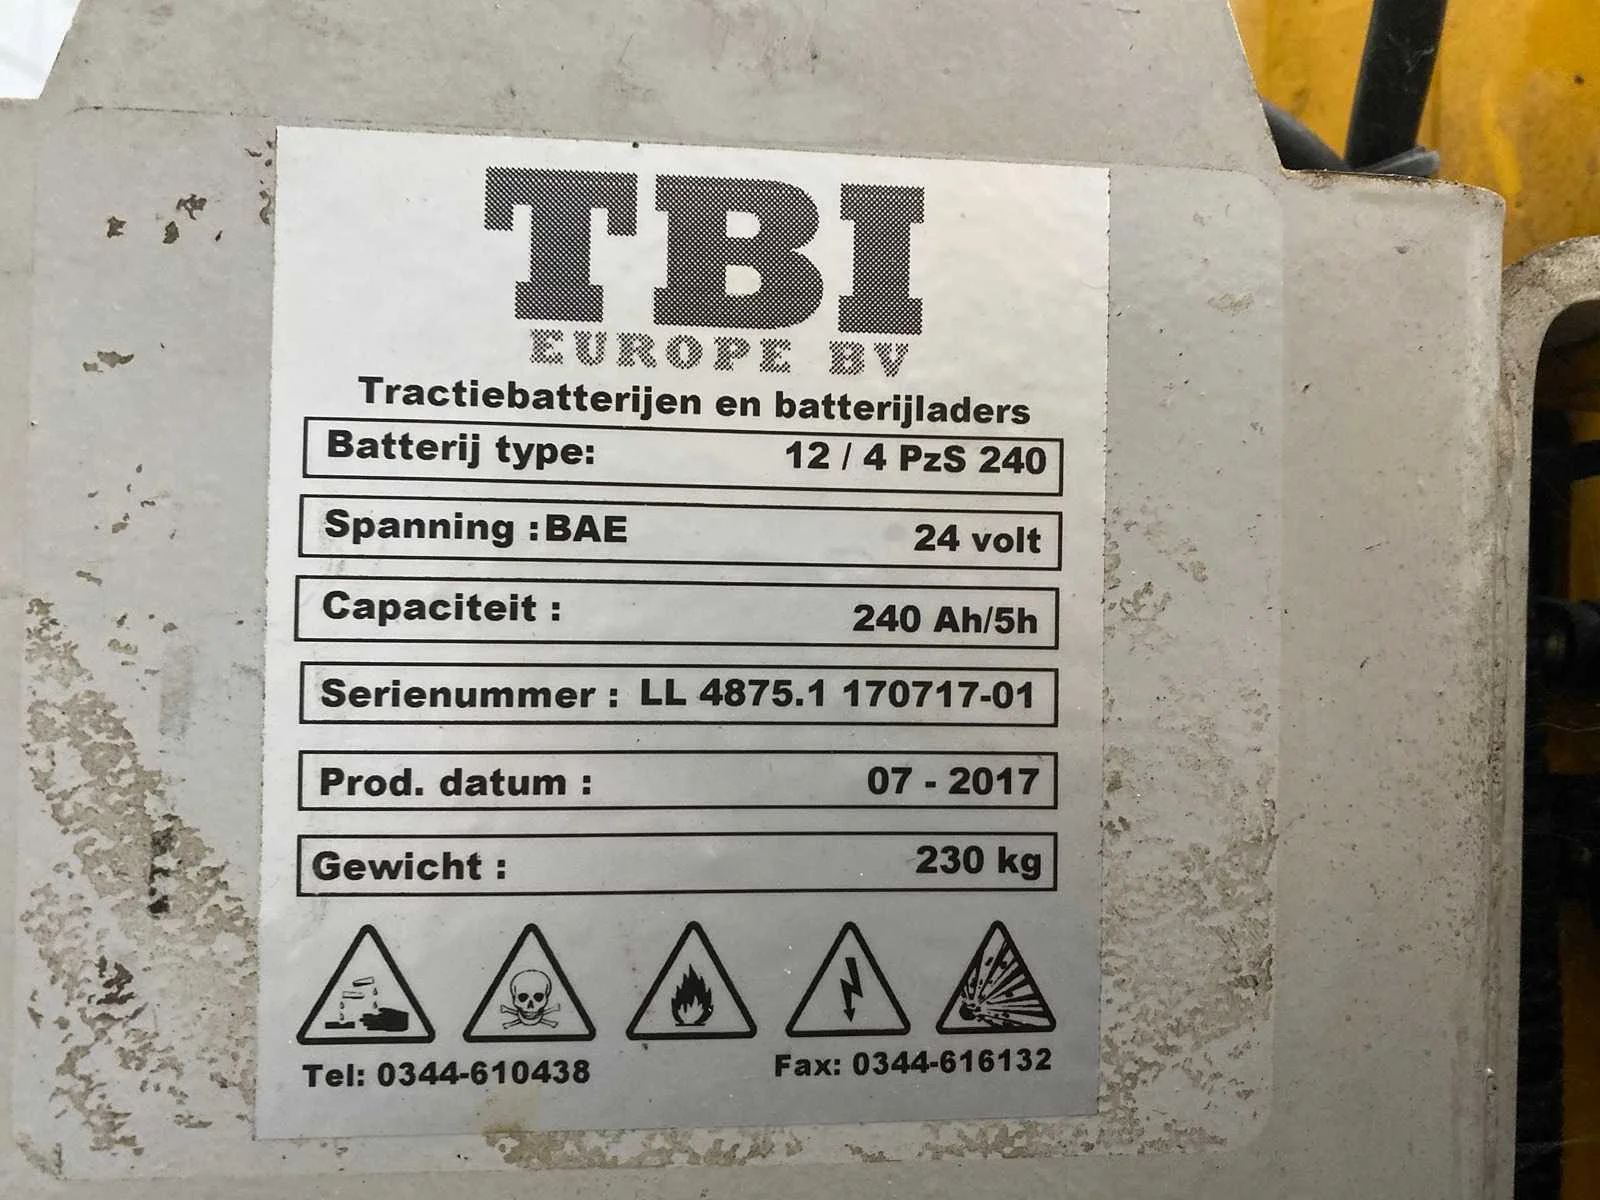 TBI
EUROPE BV
Tractiebatterijen en batterijladers
Batterij type: 12 / 4 PzS 240
Spanning :BAE 24 volt
Capaciteit : 240 Ah/5h
Serienummer : LL 4875.1 170717-01
Prod. datum : 07 - 2017
Gewicht : 230 kg
Tel: 0344-610438 Fax: 0344-616132